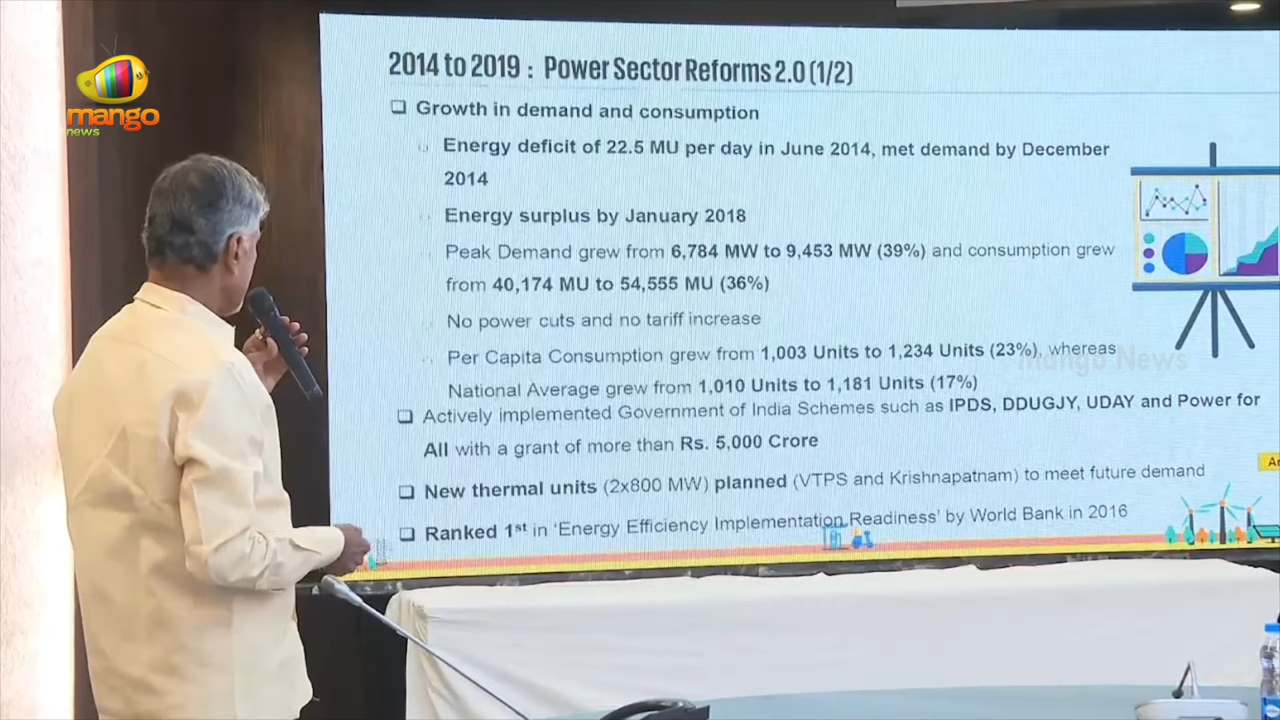 mango
news
2014 to 2019 : Power Sector Reforms 2.0 (1/2)
Growth in demand and consumption
Energy deficit of 22.5 MU per day in June 2014, met demand by December
2014
Energy surplus by January 2018
Peak Demand grew from 6,784 MW to 9,453 MW (39%) and consumption grew
from 40,174 MU to 54,555 MU (36%)
No power cuts and no tariff increase
Per Capita Consumption grew from 1,003 Units to 1,234 Units (23%), whereas
Mango News
National Average grew from 1,010 Units to 1,181 Units (17%)
Actively implemented Government of India Schemes such as IPDS, DDUGJY, UDAY and Power for
All with a grant of more than Rs. 5,000 Crore
New thermal units (2x800 MW) planned (VTPS and Krishnapatnam) to meet future demand
Ranked 1st in 'Energy Efficiency Implementation Readiness' by World Bank in 2016